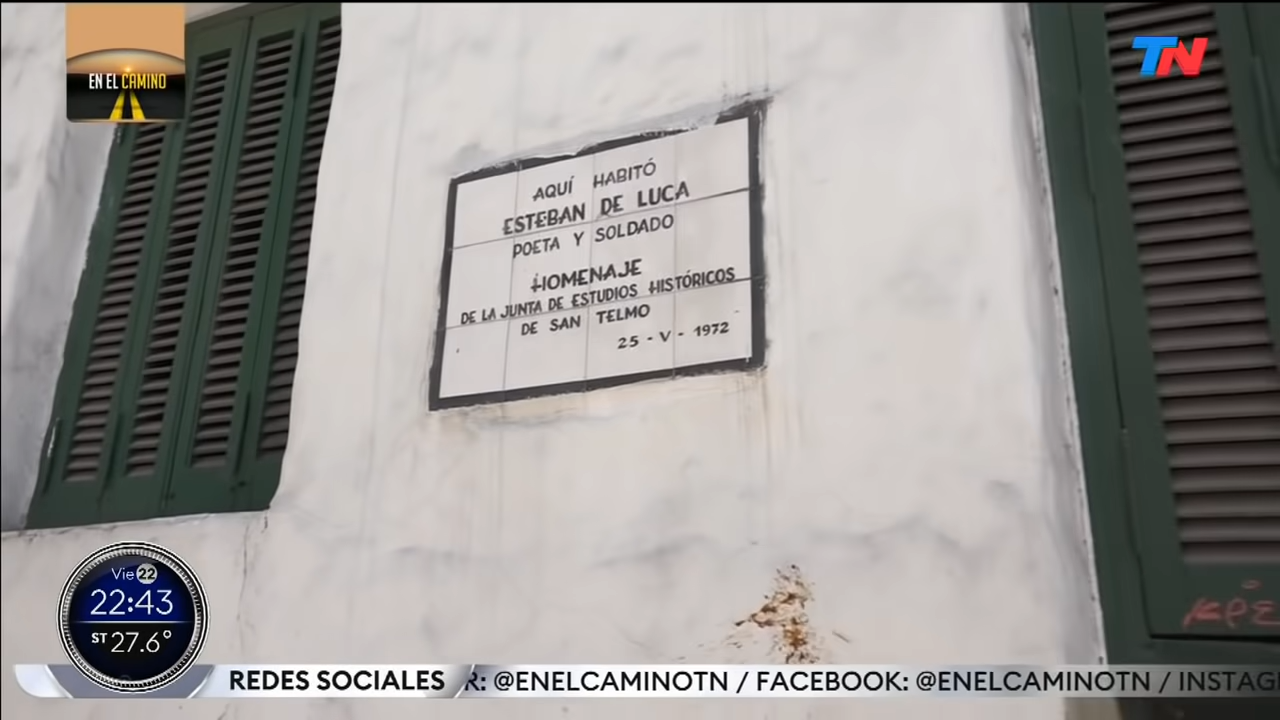 EN EL CAMINO
TN
AQUÍ HABITÓ
ESTEBAN DE LUCA
POETA Y SOLDADO
HOMENAJE
DE LA JUNTA DE ESTUDIOS HISTÓRICOS
DE SAN TELMO
25 - V - 1972
Vie 22
22:43
ST 27.6°
REDES SOCIALES
R: @ENELCAMINOTN / FACEBOOK: @ENELCAMINOTN / INSTAG